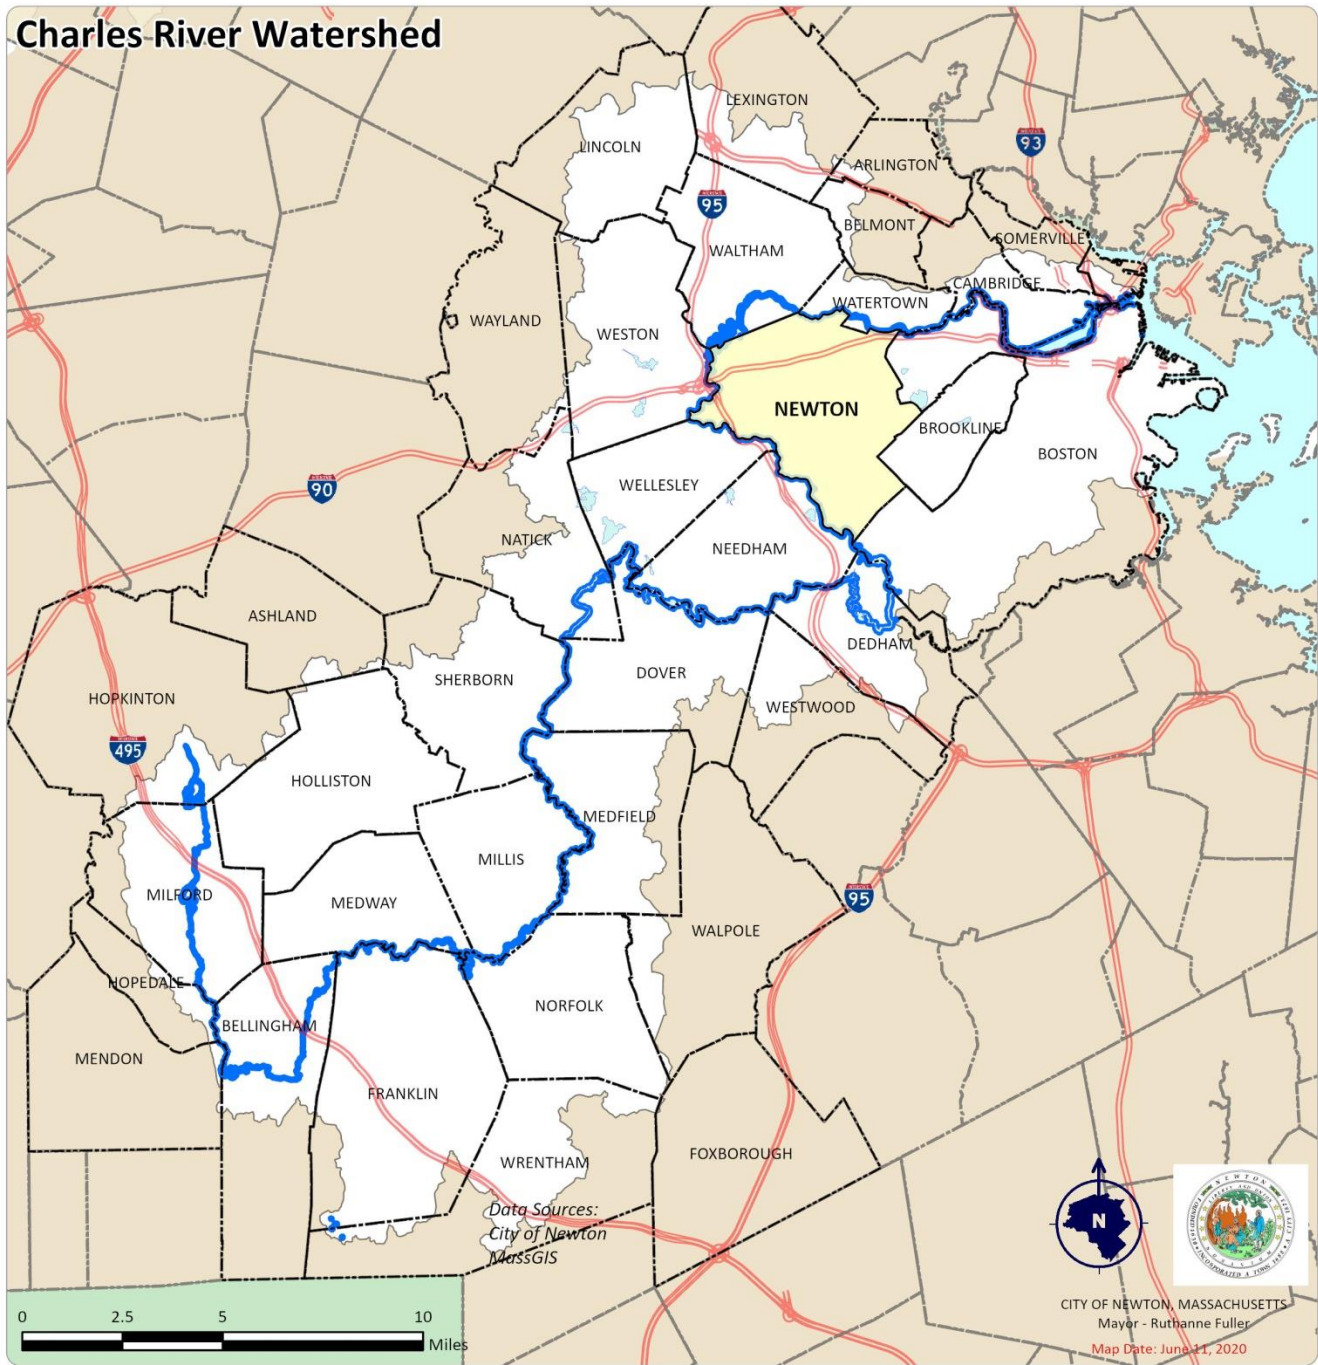 Charles River Watershed
LEXINGTON
LINCOLN
93
ARLINGTON
95
BELMONT
SOMERVILLE
WALTHAM
CAMBRIDGE
WATERTOWN
WAYLAND
WESTON
NEWTON
BROOKLINE
BOSTON
90
WELLESLEY
NATICK
NEEDHAM
ASHLAND
DEDHAM
SHERBORN
DOVER
HOPKINTON
WESTWOOD
495
HOLLISTON
MEDFIELD
MILLIS
MILFORD
MEDWAY
95
WALPOLE
HOPEDALE
NORFOLK
BELLINGHAM
MENDON
FRANKLIN
WRENTHAM
FOXBOROUGH
Data Sources:
City of Newton
MassGIS
N
0 2.5 5 10
Miles
CITY OF NEWTON, MASSACHUSETTS
Mayor - Ruthanne Fuller
Map Date: June 11, 2020